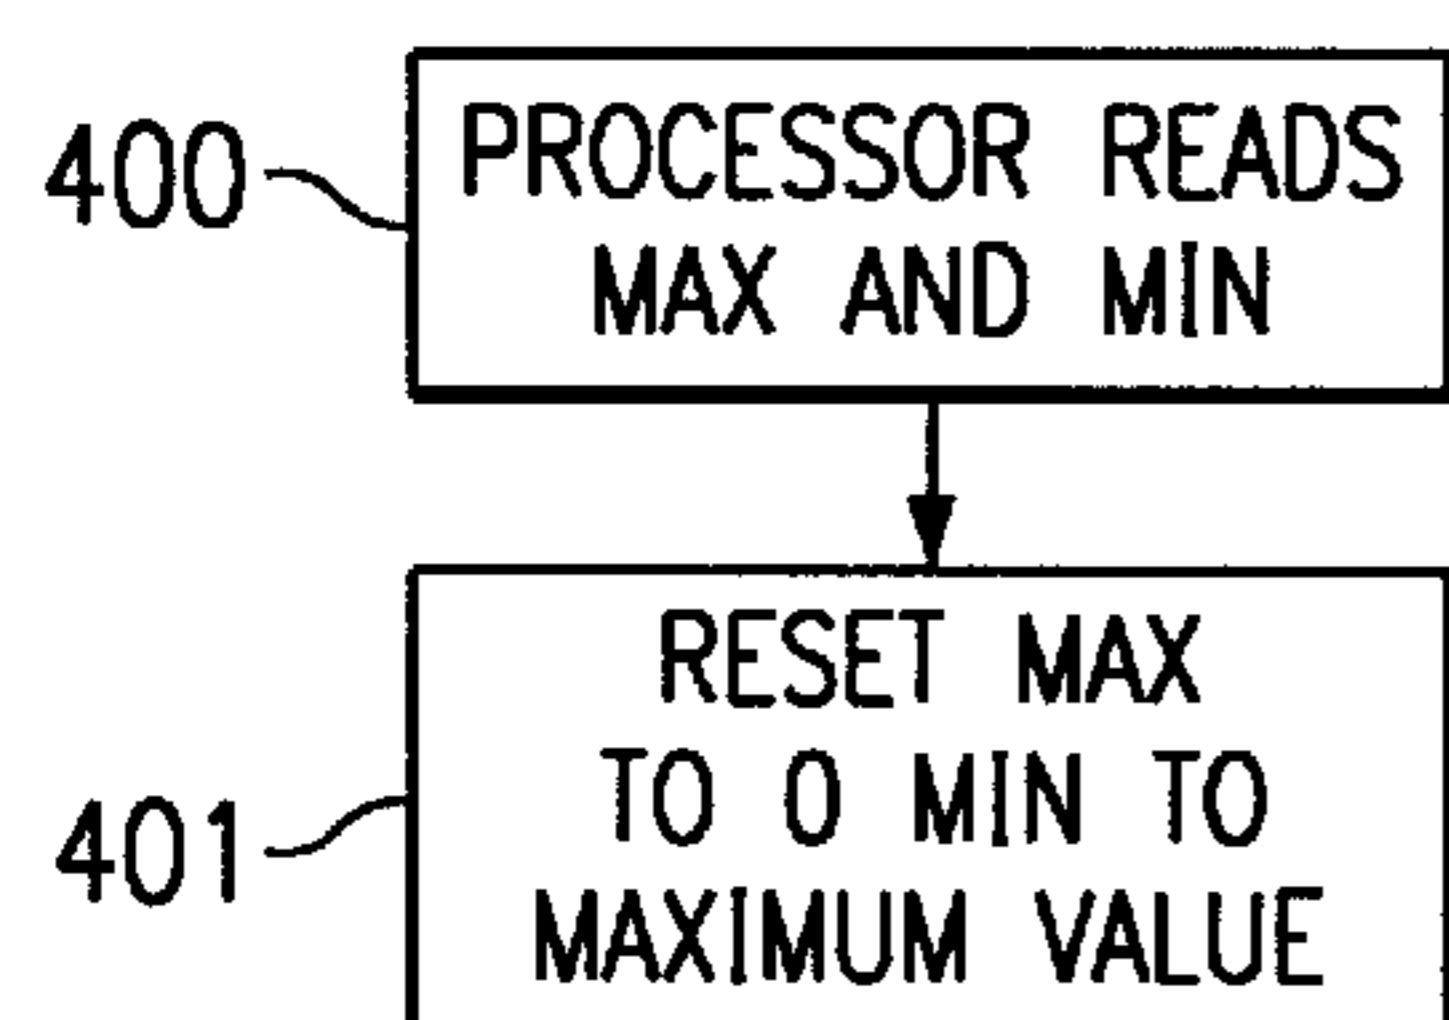 400
PROCESSOR READS
MAX AND MIN
401
RESET MAX
TO 0 MIN TO
MAXIMUM VALUE